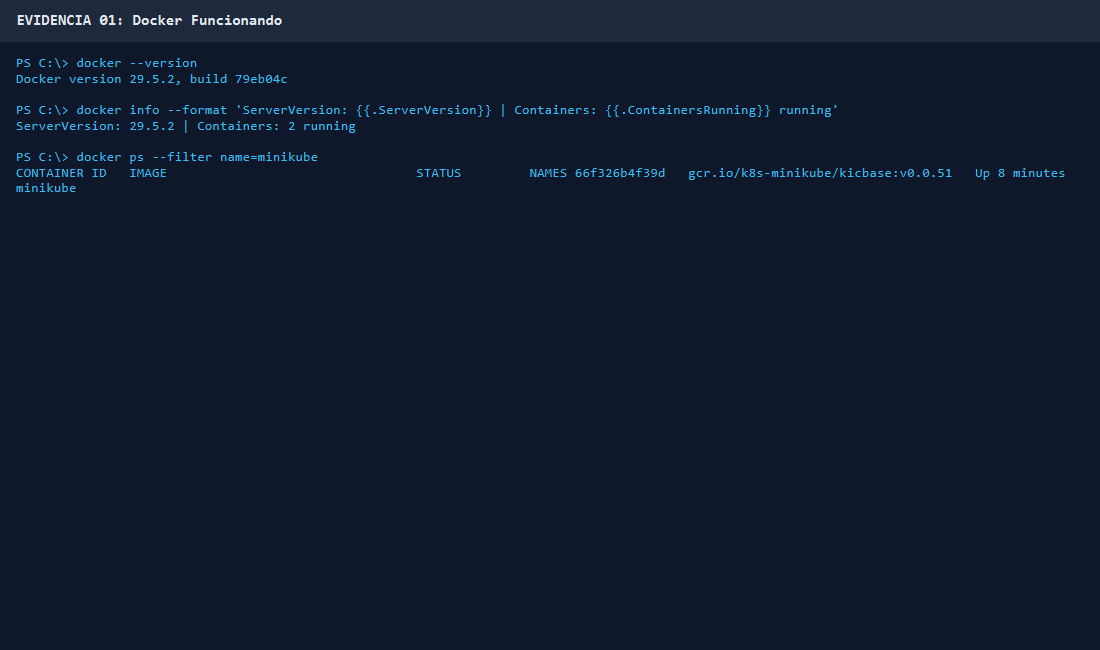 EVIDENCIA 01: Docker Funcionando
PS C:\> docker --version
Docker version 29.5.2, build 79eb04c
PS C:\> docker info --format 'ServerVersion: {{.ServerVersion}} | Containers: {{.ContainersRunning}} running'
ServerVersion: 29.5.2 | Containers: 2 running
PS C:\> docker ps --filter name=minikube
CONTAINER ID   IMAGE                                 STATUS         NAMES 66f326b4f39d   gcr.io/k8s-minikube/kicbase:v0.0.51   Up 8 minutes
minikube